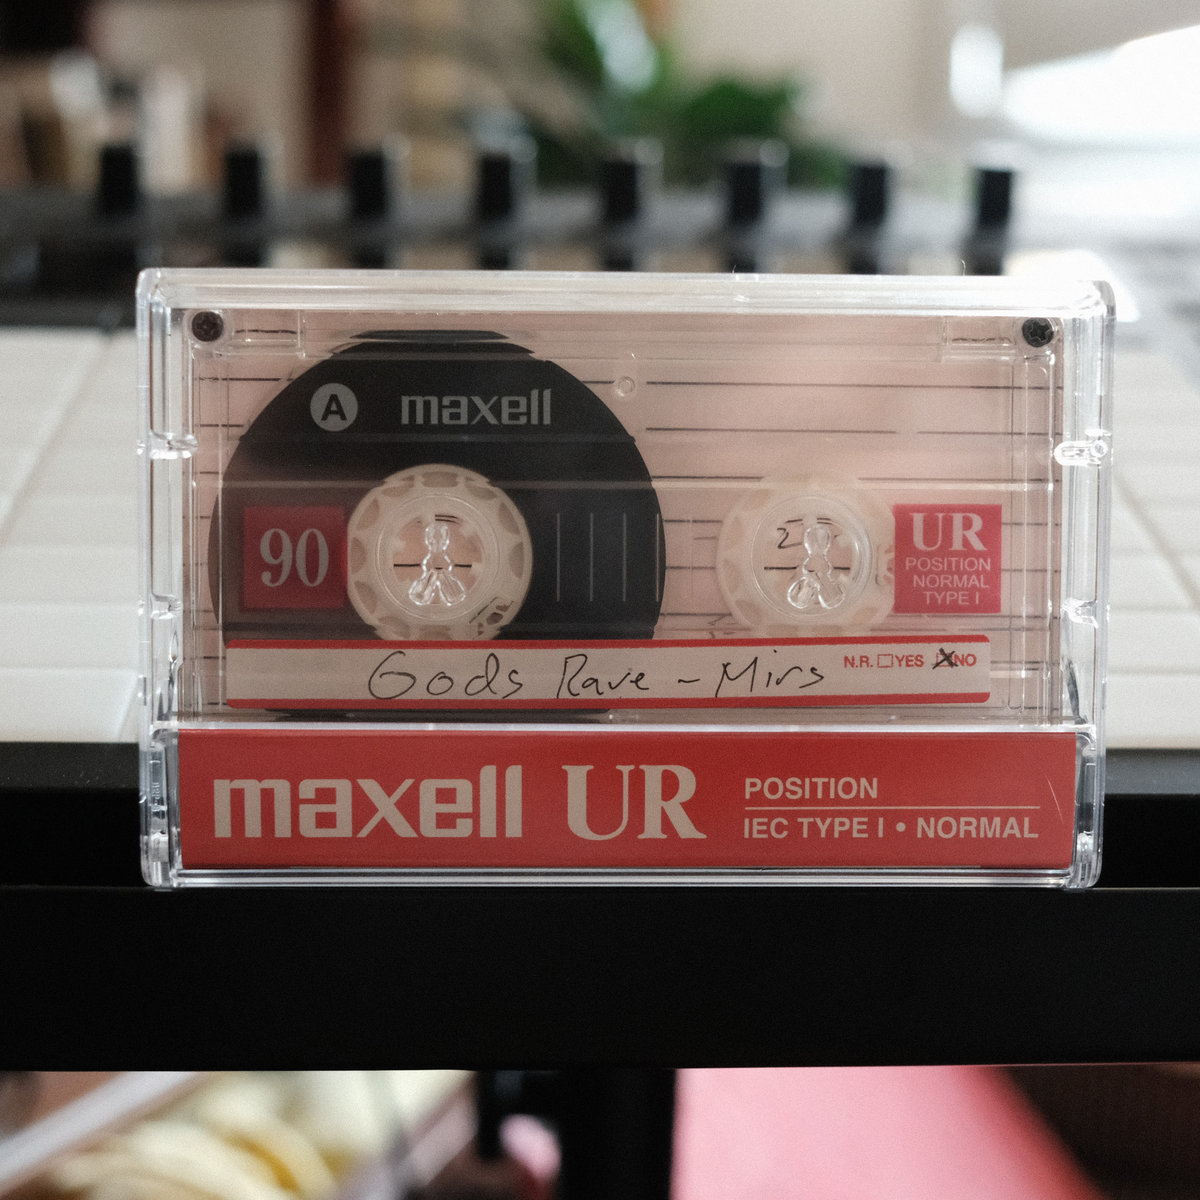 A maxell
90
UR
POSITION
NORMAL
TYPE I
Gods Rave - Mirs
N.R. YES NO
maxell UR
POSITION
IEC TYPE I • NORMAL